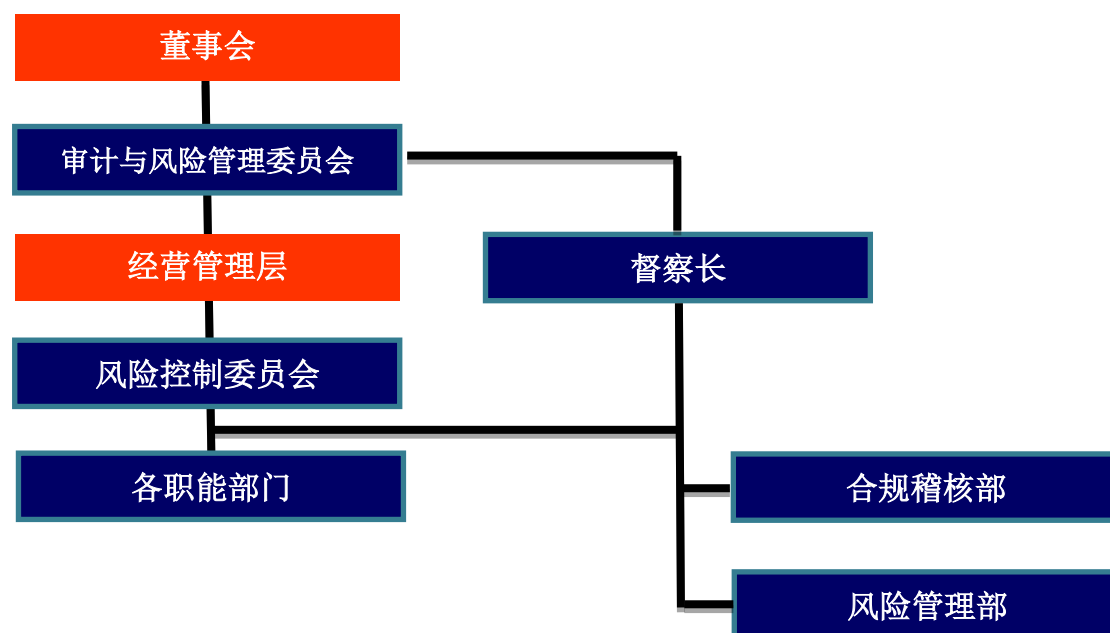 董事会
审计与风险管理委员会
经营管理层
督察长
风险控制委员会
各职能部门
合规稽核部
风险管理部